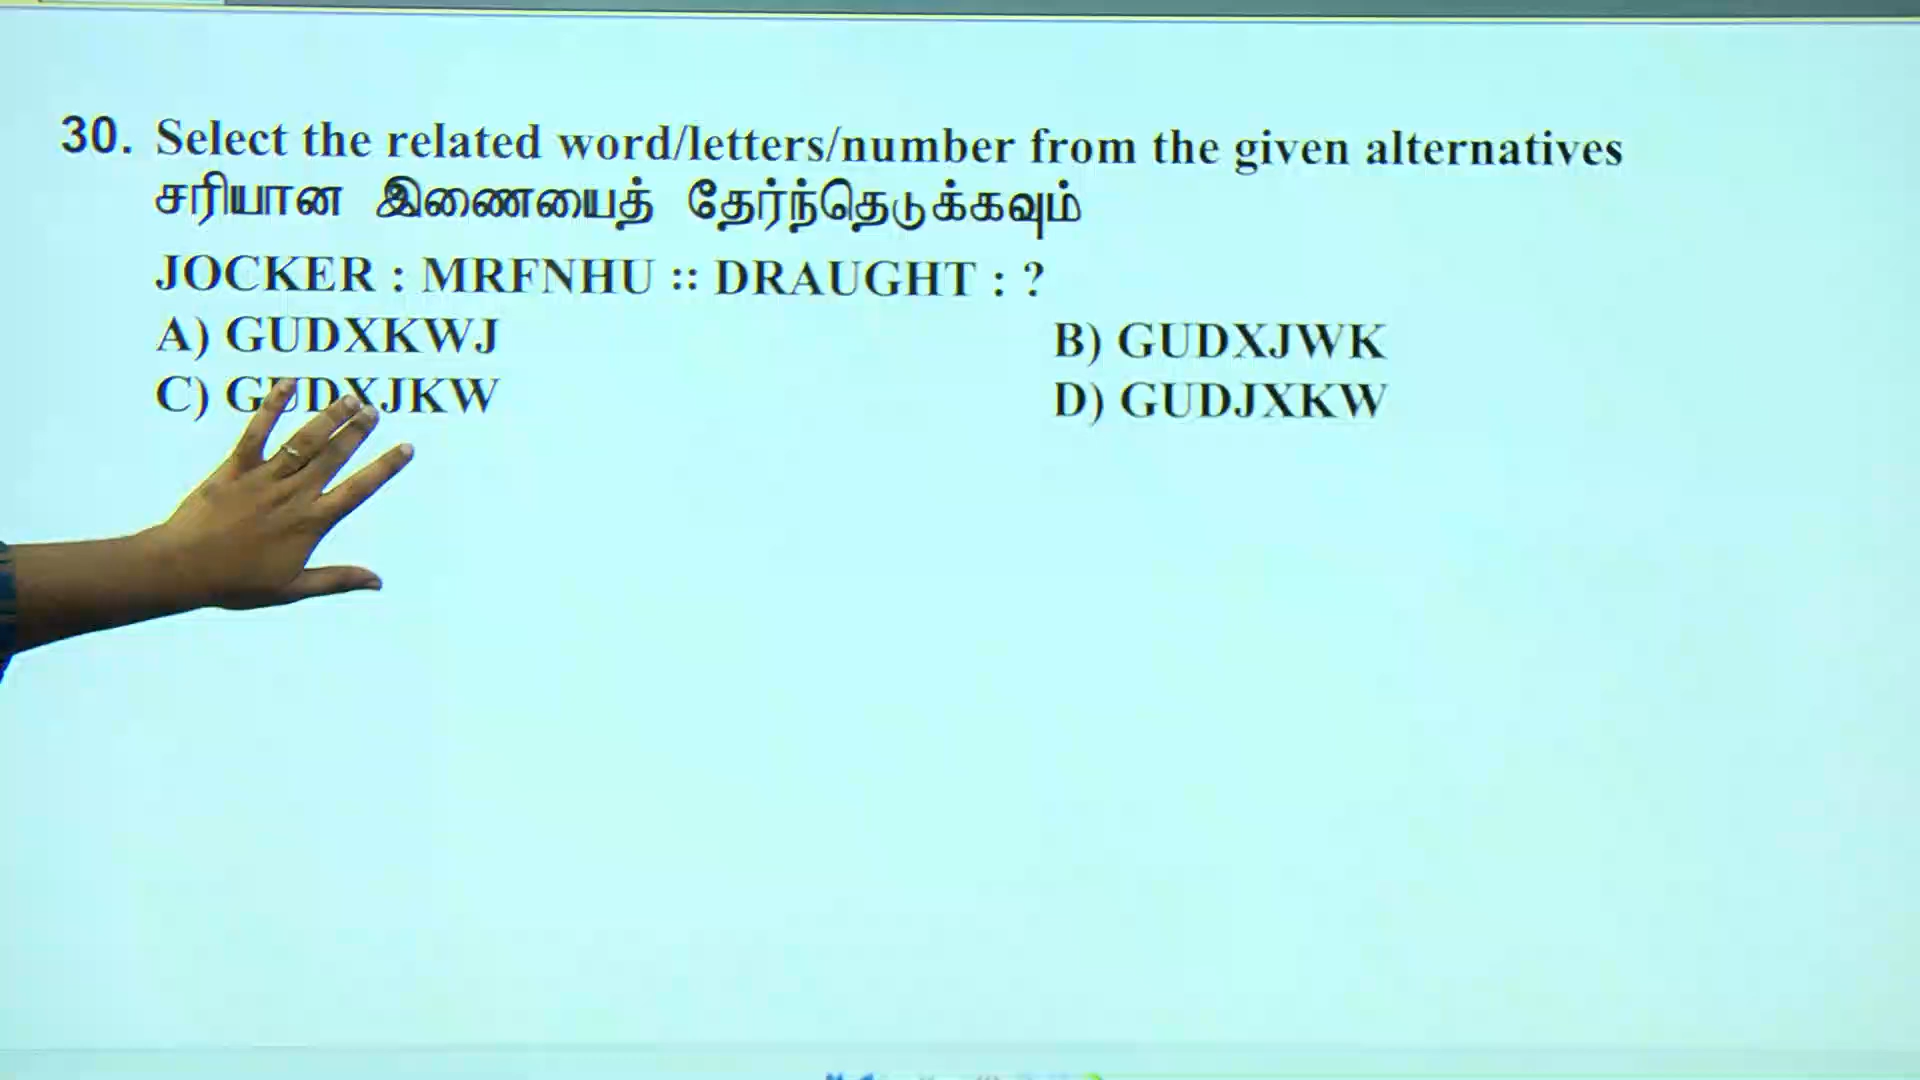 30. Select the related word/letters/number from the given alternatives
சரியான இணையைத் தேர்ந்தெடுக்கவும்
JOCKER : MRFNHU :: DRAUGHT : ?
A) GUDXKWJ B) GUDXJWK
C) GUDXJKW D) GUDJXKW